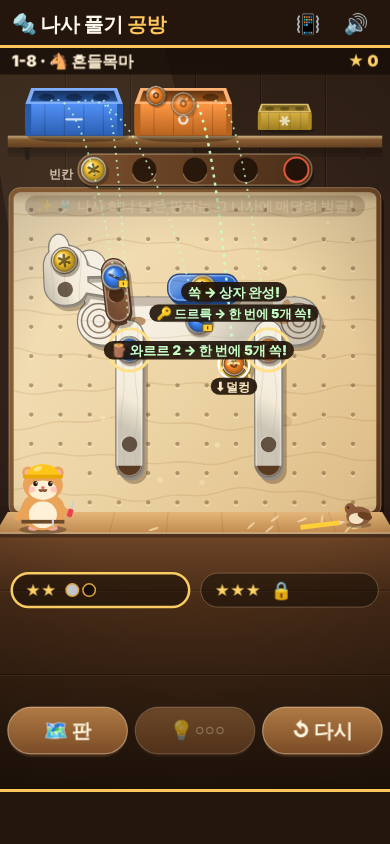 나사 풀기 공방
1-8 · 흔들목마
★ 0
빈칸
쏙 → 상자 완성!
드르륵 → 한 번에 5개 쏙!
와르르 2 → 한 번에 5개 쏙!
⬇덜컹
★★
★★★
판
○○○
다시